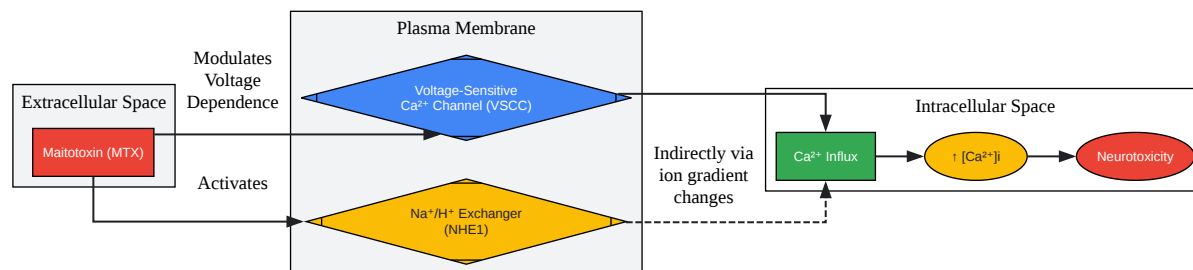 Plasma Membrane
Modulates
Voltage
Dependence
Extracellular Space
Maitotoxin (MTX)
Activates
Voltage-Sensitive
Ca²⁺ Channel (VSCC)
Na⁺/H⁺ Exchanger
(NHE1)
Indirectly via
ion gradient
changes
Intracellular Space
Ca²⁺ Influx
↑ [Ca²⁺]i
Neurotoxicity